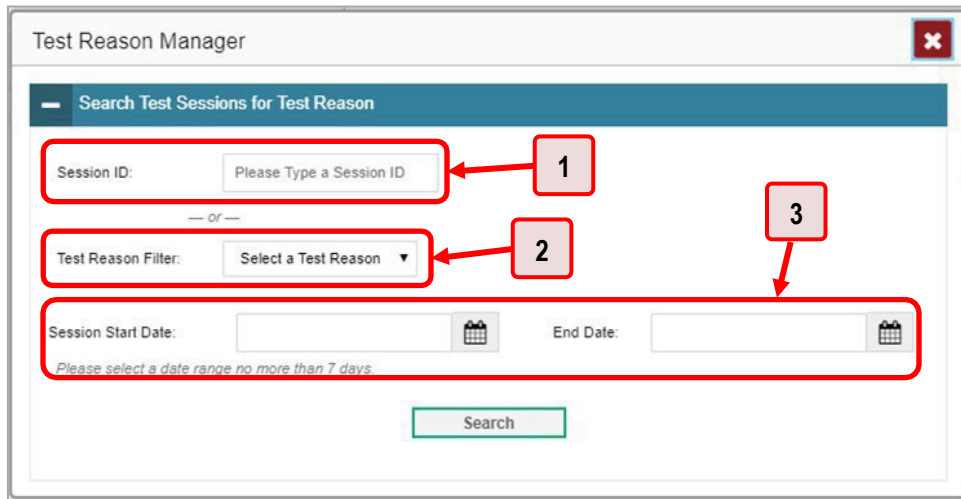 Test Reason Manager
Search Test Sessions for Test Reason
Session ID: Please Type a Session ID
1
— or —
3
Test Reason Filter: Select a Test Reason
2
Session Start Date: End Date:
Please select a date range no more than 7 days.
Search